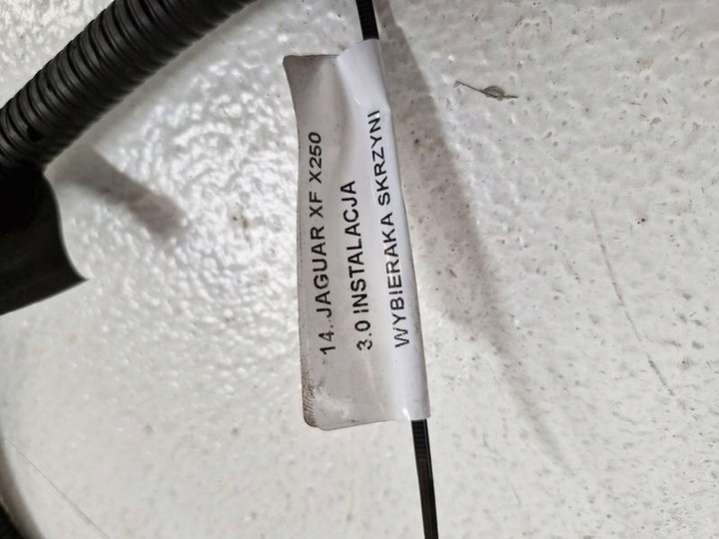 14. JAGUAR XF X250
3.0 INSTALACJA
WYBIERAKA SKRZYNI